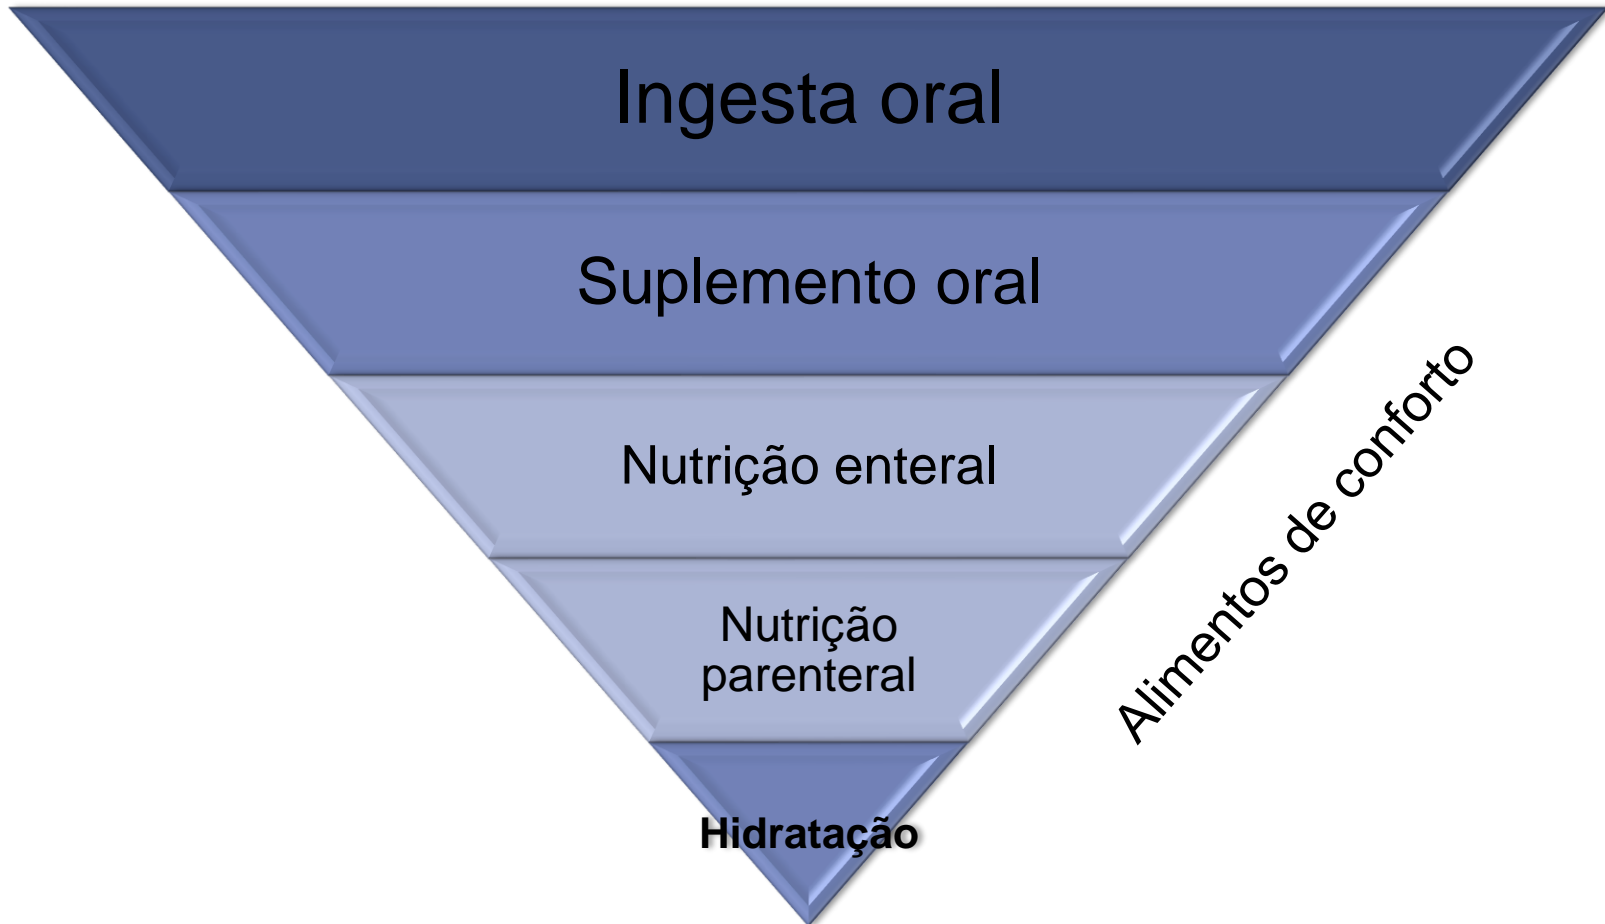 Ingesta oral
Suplemento oral
Nutrição enteral
Nutrição
parenteral
Hidratação
Alimentos de conforto